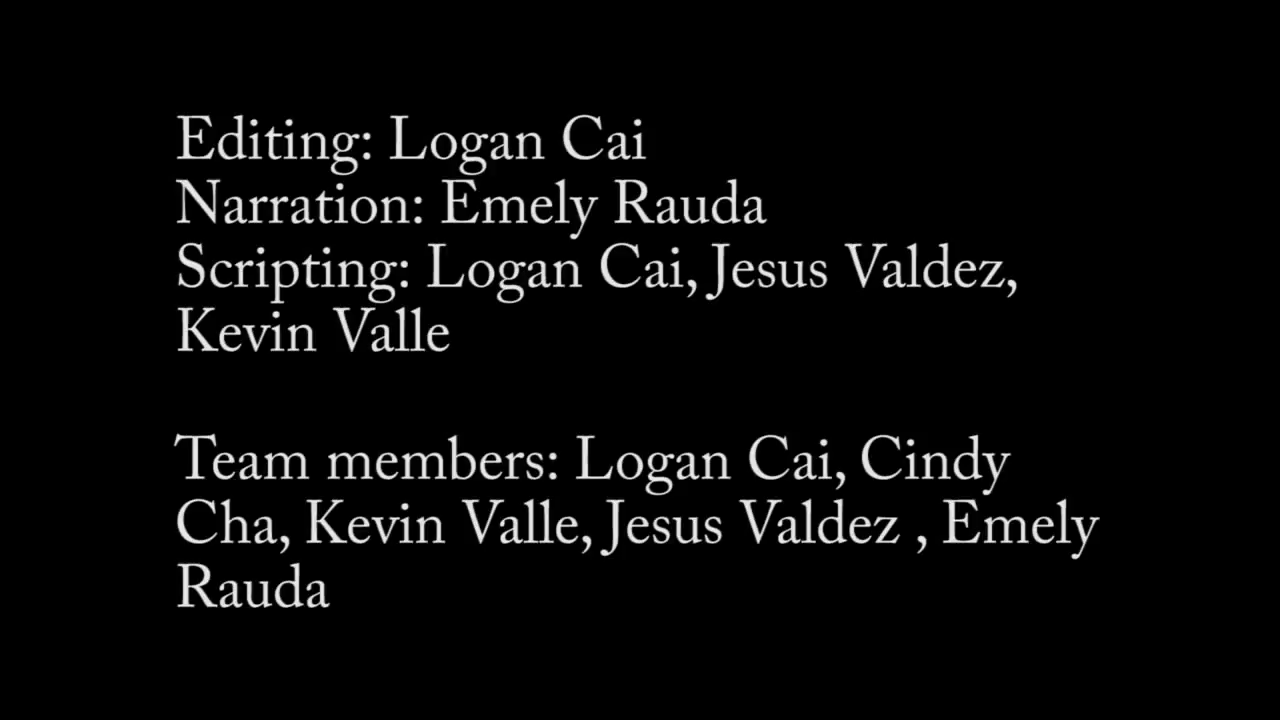 Editing: Logan Cai
Narration: Emely Rauda
Scripting: Logan Cai, Jesus Valdez,
Kevin Valle
Team members: Logan Cai, Cindy
Cha, Kevin Valle, Jesus Valdez , Emely
Rauda